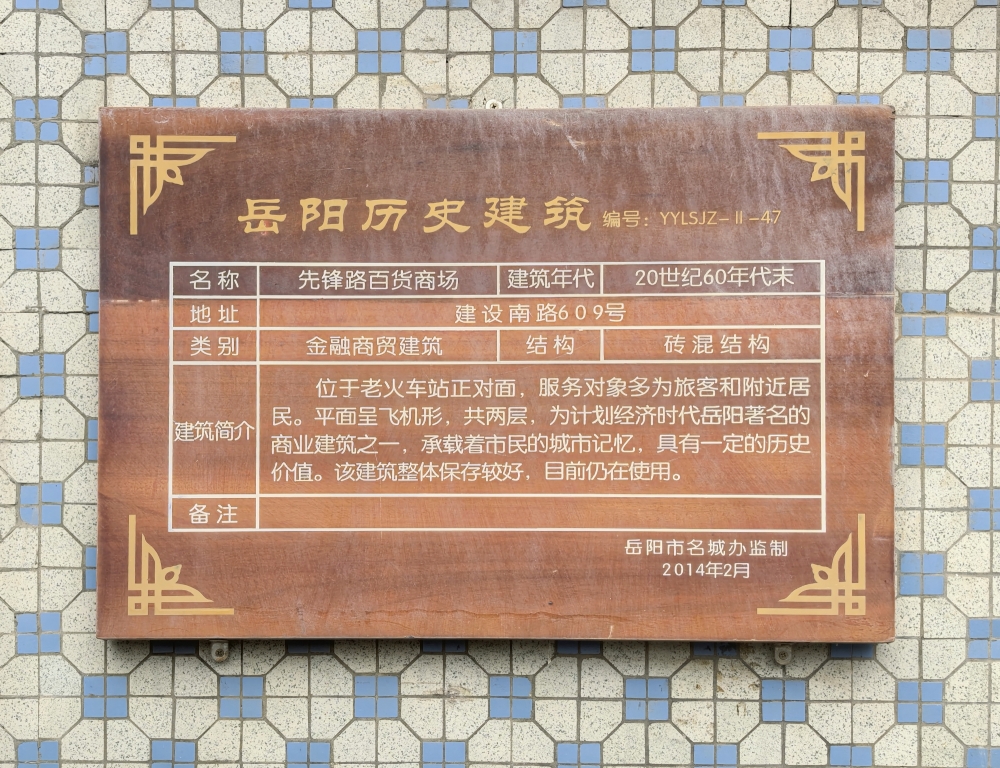 岳阳历史建筑 编号：YYLSJZ-Ⅱ-47
名称 先锋路百货商场 建筑年代 20世纪60年代末
地址 建设南路609号
类别 金融商贸建筑 结构 砖混结构
建筑简介
位于老火车站正对面，服务对象多为旅客和附近居
民。平面呈飞机形，共两层，为计划经济时代岳阳著名的
商业建筑之一，承载着市民的城市记忆，具有一定的历史
价值。该建筑整体保存较好，目前仍在使用。
备注
岳阳市名城办监制
2014年2月